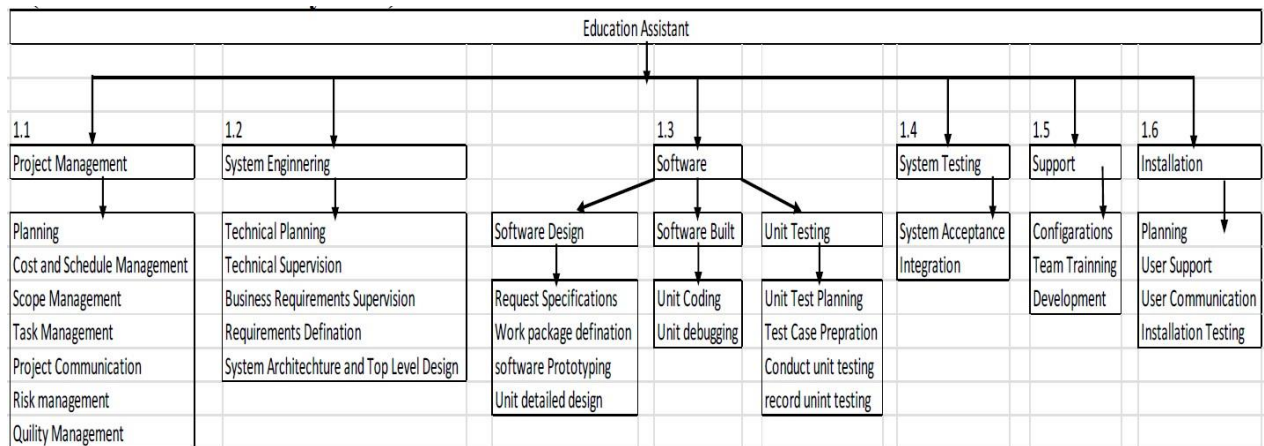 Education Assistant
1.1
1.2
1.3
1.4
1.5
1.6
Project Management
System Enginnering
Software
System Testing
Support
Installation
Planning
Cost and Schedule Management
Scope Management
Task Management
Project Communication
Risk management
Quility Management
Technical Planning
Technical Supervision
Business Requirements Supervision
Requirements Defination
System Architechture and Top Level Design
Software Design
Request Specifications
Work package defination
software Prototyping
Unit detailed design
Software Built
Unit Coding
Unit debugging
Unit Testing
Unit Test Planning
Test Case Prepration
Conduct unit testing
record unint testing
System Acceptance
Integration
Configarations
Team Trainning
Development
Planning
User Support
User Communication
Installation Testing